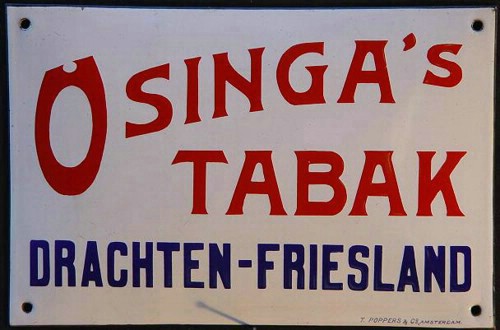 OSINGA'S
TABAK
DRACHTEN-FRIESLAND
T. POPPERS & Co., AMSTERDAM.